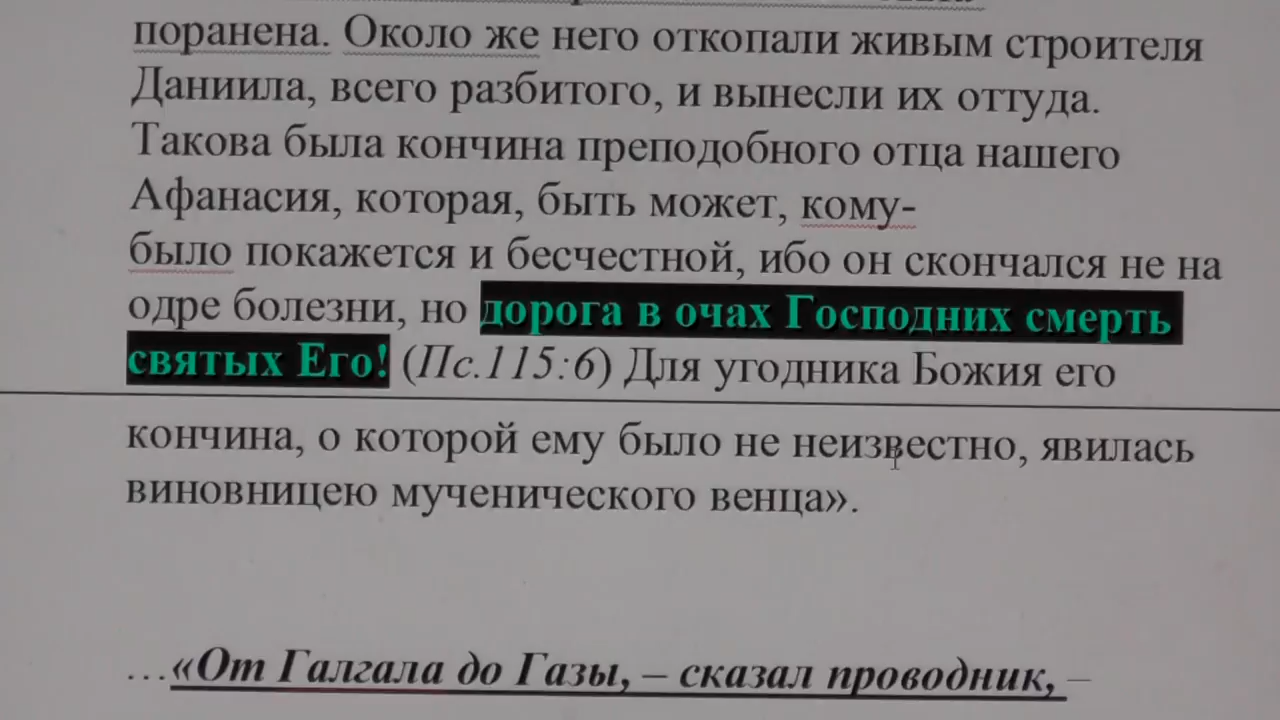 поранена. Около же него откопали живым строителя
Даниила, всего разбитого, и вынесли их оттуда.
Такова была кончина преподобного отца нашего
Афанасия, которая, быть может, кому-
было покажется и бесчестной, ибо он скончался не на
одре болезни, но дорога в очах Господних смерть
святых Его! (Пс.115:6) Для угодника Божия его
кончина, о которой ему было не неизвестно, явилась
виновницею мученического венца».
…«От Галгала до Газы, – сказал проводник, –